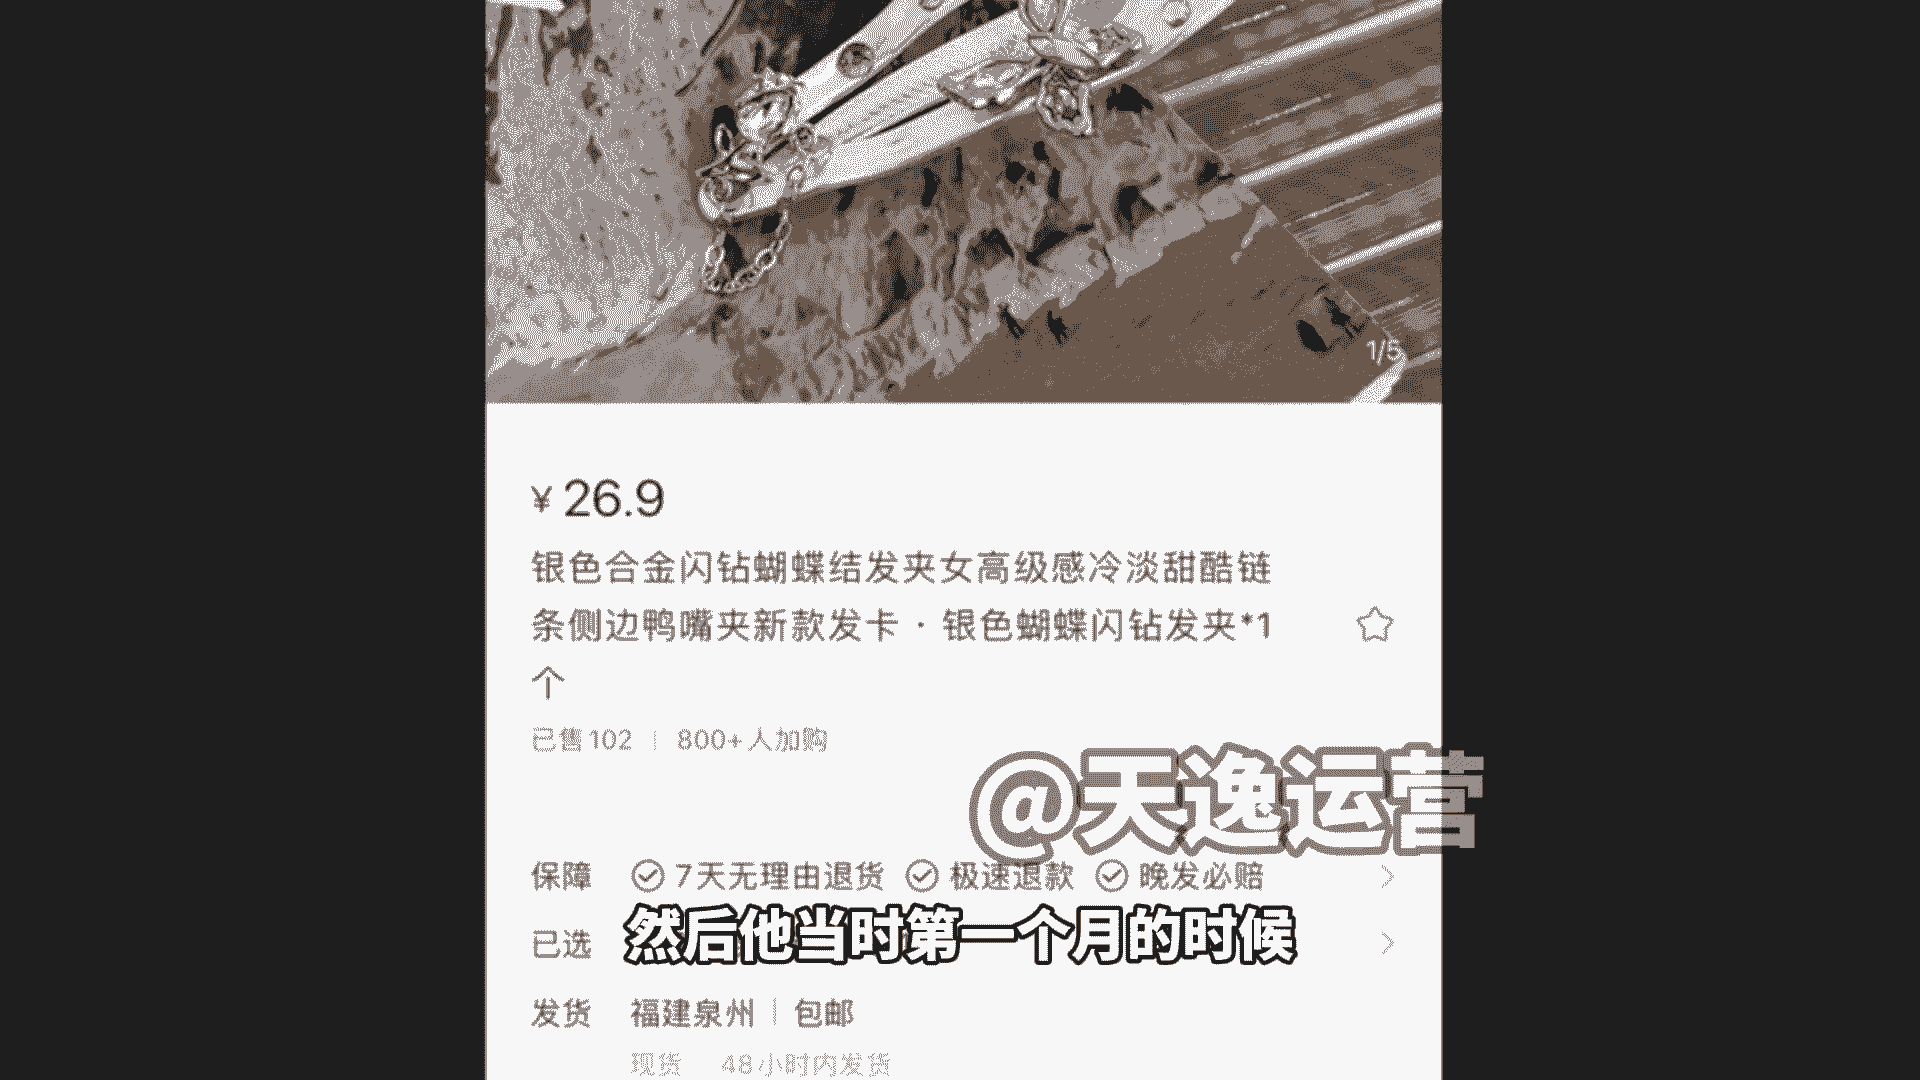 1/5
¥26.9
银色合金闪钻蝴蝶结发夹女高级感冷淡甜酷链
条侧边鸭嘴夹新款发卡·银色蝴蝶闪钻发夹*1
个
已售102 | 800+人加购
@天逸运营
保障 7天无理由退货 极速退款 晚发必赔
已选
然后他当时第一个月的时候
发货 福建泉州 | 包邮
现货 48小时内发货